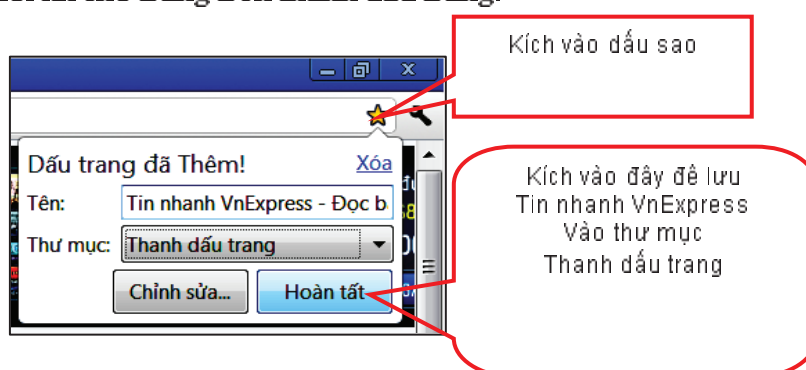 Kích vào dấu sao
Dấu trang đã Thêm!
Xóa
Tên:
Tin nhanh VnExpress - Đọc b
Thư mục:
Thanh dấu trang
Chỉnh sửa...
Hoàn tất
Kích vào đây để lưu
Tin nhanh VnExpress
Vào thư mục
Thanh dấu trang